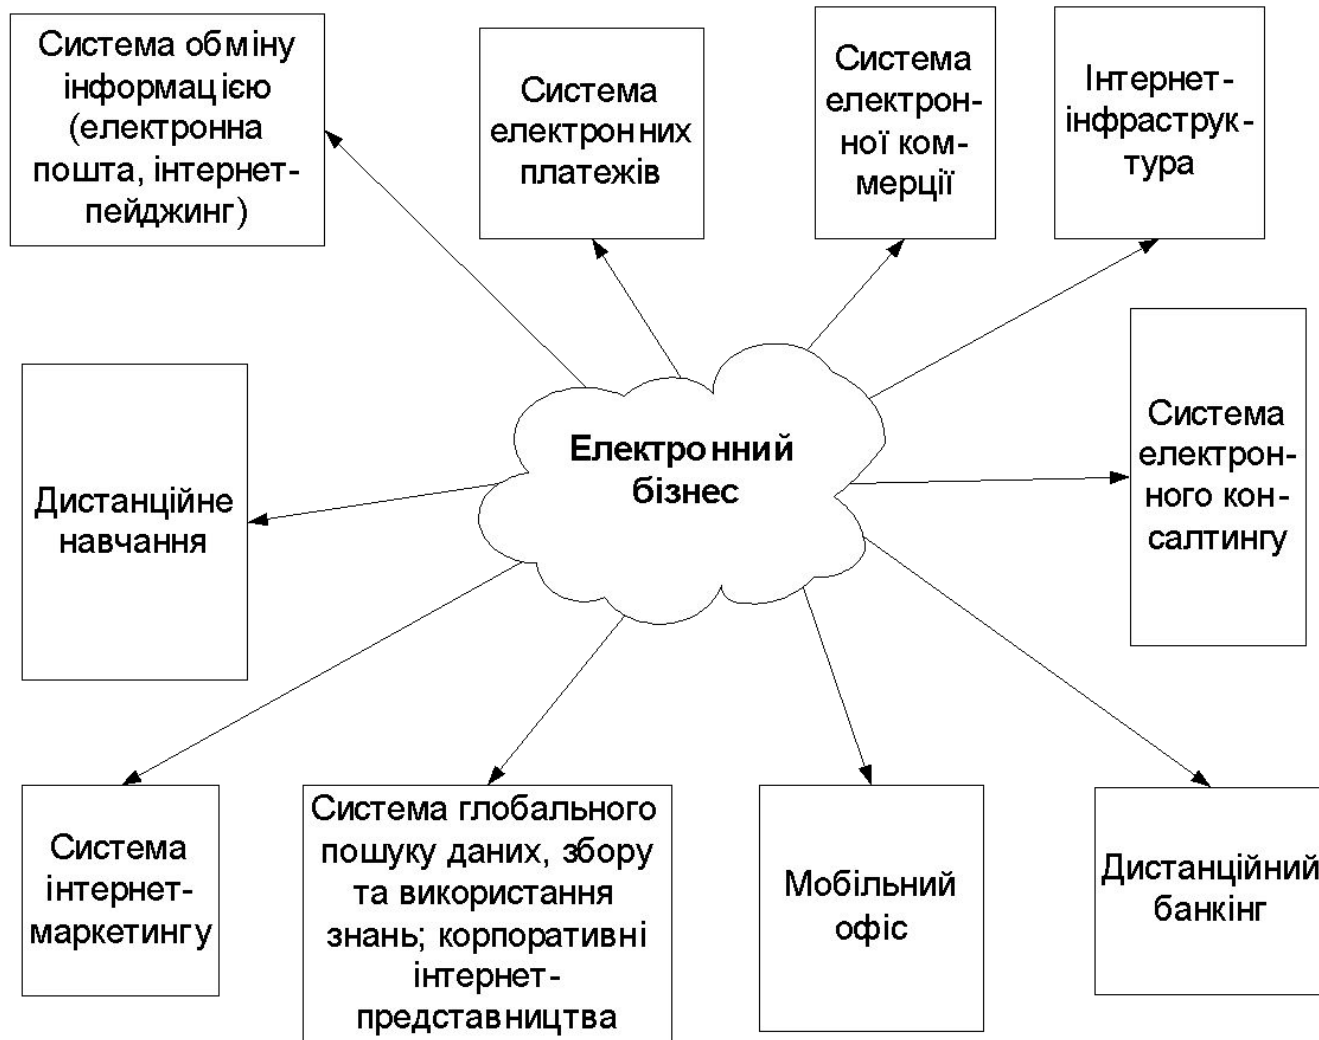 Система обміну
інформацією
(електронна
пошта, інтернет-
пейджинг)
Система
електронних
платежів
Система
електрон-
ної ком-
мерції
Інтернет-
інфраструк-
тура
Система
електрон-
ного кон-
салтингу
Електронний
бізнес
Дистанційне
навчання
Система
інтернет-
маркетингу
Система глобального
пошуку даних, збору
та використання
знань; корпоративні
інтернет-
представництва
Мобільний
офіс
Дистанційний
банкінг